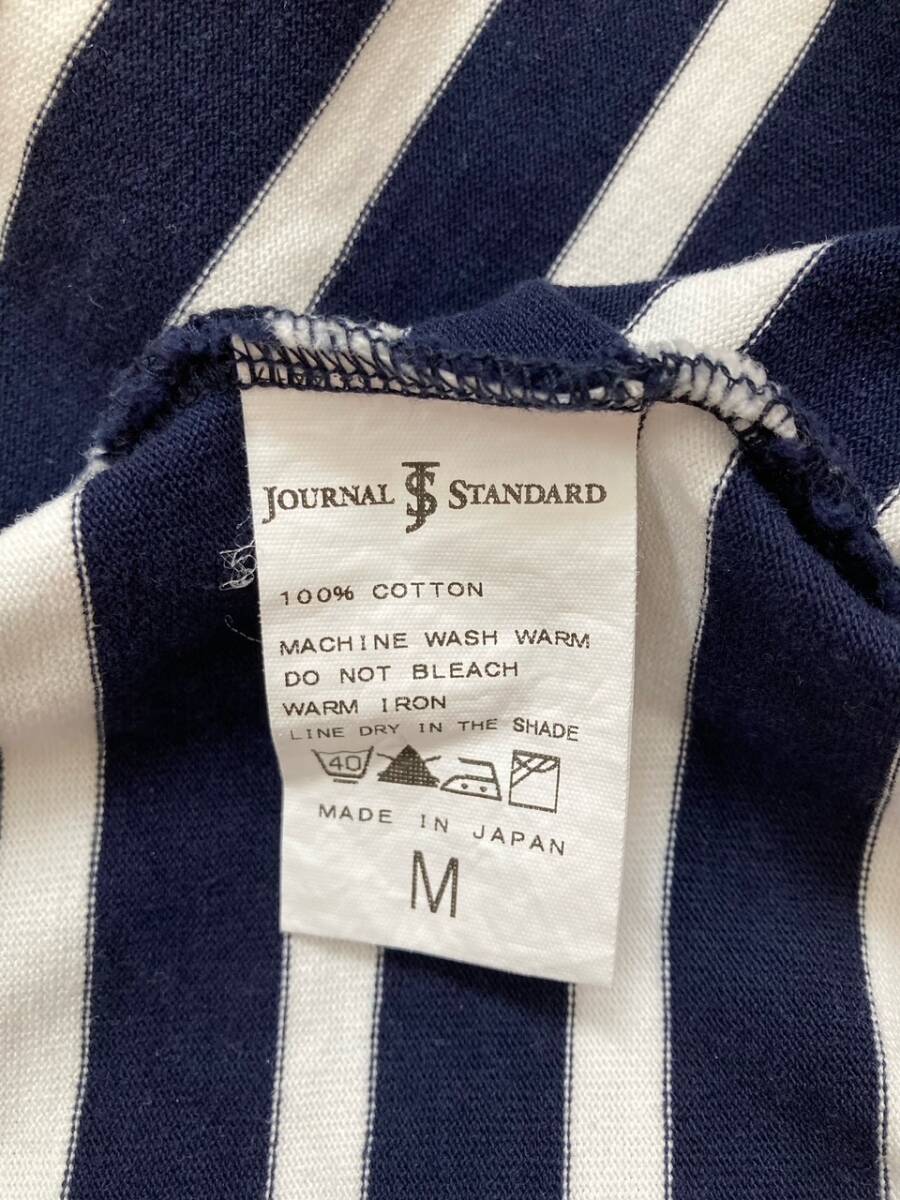 JOURNAL JS STANDARD
100% COTTON
MACHINE WASH WARM
DO NOT BLEACH
WARM IRON
LINE DRY IN THE SHADE
40
MADE IN JAPAN
M